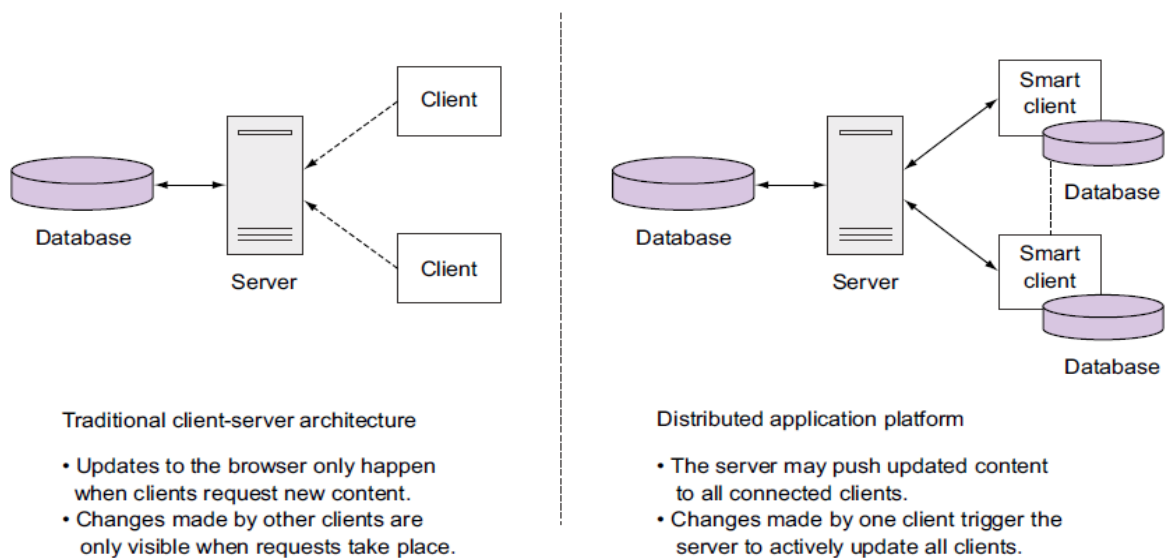 Client
Database
Server
Client
Traditional client-server architecture
• Updates to the browser only happen
when clients request new content.
• Changes made by other clients are
only visible when requests take place.
Smart
client
Database
Database
Server
Smart
client
Database
Distributed application platform
• The server may push updated content
to all connected clients.
• Changes made by one client trigger the
server to actively update all clients.